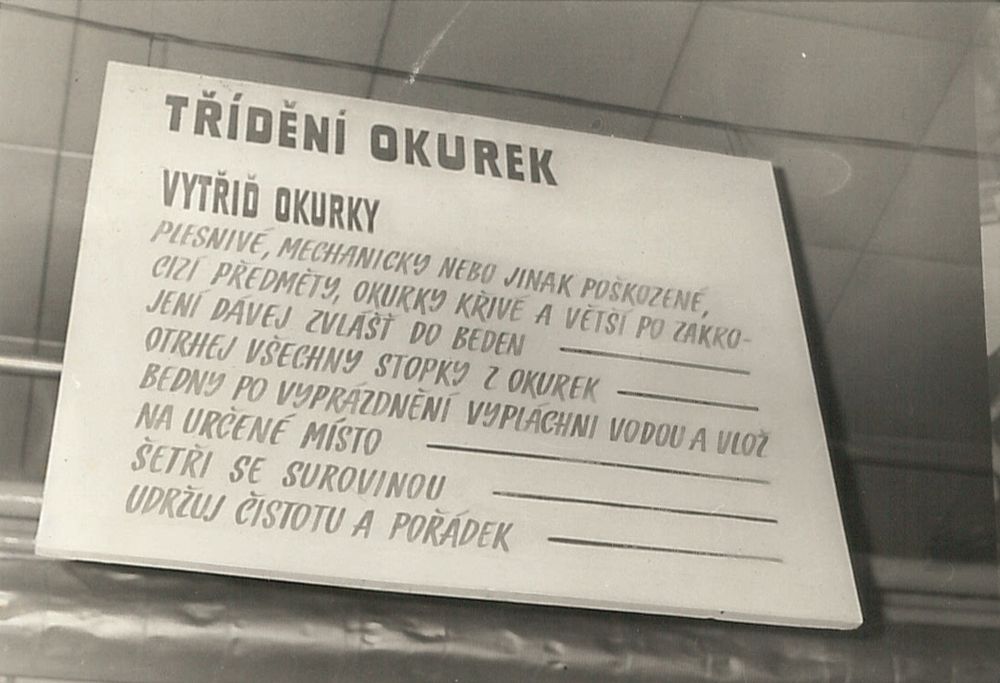 TŘÍDĚNÍ OKUREK
VYTŘIĎ OKURKY
PLESNIVÉ, MECHANICKY NEBO JINAK POŠKOZENÉ,
CIZÍ PŘEDMĚTY, OKURKY KŘIVÉ A VĚTŠÍ PO ZAKRO-
JENÍ DÁVEJ ZVLÁŠŤ DO BEDEN
OTRHEJ VŠECHNY STOPKY Z OKUREK
BEDNY PO VYPRÁZDNĚNÍ VYPLÁCHNI VODOU A VLOŽ
NA URČENÉ MÍSTO
ŠETŘI SE SUROVINOU
UDRŽUJ ČISTOTU A POŘÁDEK